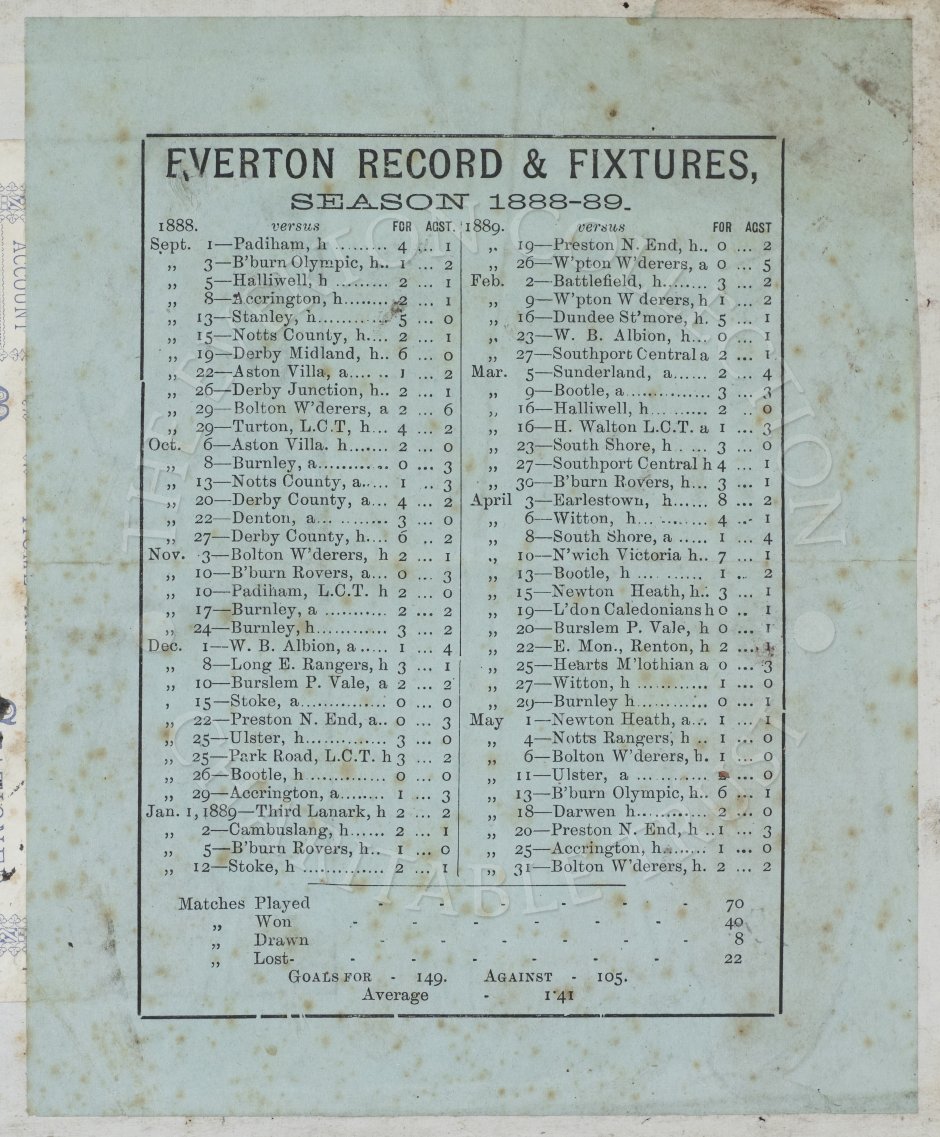 EVERTON RECORD & FIXTURES,
SEASON 1888-89.
1888. versus FOR AGST.
Sept. 1—Padiham, h 4 ... 1
„ 3—B'burn Olympic, h.. 1 ... 2
„ 5—Halliwell, h 2 ... 1
„ 8—Accrington, h 2 ... 1
„ 13—Stanley, h 5 ... 0
„ 15—Notts County, h 2 ... 1
„ 19—Derby Midland, h.. 6 ... 0
„ 22—Aston Villa, a 1 ... 2
„ 26—Derby Junction, h.. 2 ... 1
„ 29—Bolton W'derers, a 2 ... 6
„ 29—Turton, L.C.T, h... 4 ... 2
Oct. 6—Aston Villa. h 2 ... 0
„ 8—Burnley, a 0 ... 3
„ 13—Notts County, a 1 ... 3
„ 20—Derby County, a 4 ... 2
„ 22—Denton, a 3 ... 0
„ 27—Derby County, h 6 .. 2
Nov. 3—Bolton W'derers, h 2 ... 1
„ 10—B'burn Rovers, a... 0 ... 3
„ 10—Padiham, L.C.T. h 2 ... 0
„ 17—Burnley, a 2 ... 2
„ 24—Burnley, h 3 ... 2
Dec. 1—W. B. Albion, a 1 ... 4
„ 8—Long E. Rangers, h 3 ... 1
„ 10—Burslem P. Vale, a 2 ... 2
, 15—Stoke, a 0 ... 0
„ 22—Preston N. End, a.. 0 ... 3
„ 25—Ulster, h 3 ... 0
„ 25—Park Road, L.C.T. h 3 ... 2
„ 26—Bootle, h 0 ... 0
„ 29—Accrington, a 1 ... 3
Jan. 1, 1889—Third Lanark, h 2 ... 2
„ 2—Cambuslang, h 2 ... 1
„ 5—B'burn Rovers, h.. 1 ... 0
„ 12—Stoke, h 2 ... 1
1889. versus FOR AGST
„ 19—Preston N. End, h.. 0 ... 2
„ 26—W'pton W'derers, a 0 ... 5
Feb. 2—Battlefield, h 3 ... 2
„ 9—W'pton W derers, h 1 ... 2
„ 16—Dundee St'more, h. 5 ... 1
„ 23—W. B. Albion, h... 0 ... 1
„ 27—Southport Central a 2 ... 1
Mar. 5—Sunderland, a 2 ... 4
„ 9—Bootle, a 3 ... 3
„ 16—Halliwell, h 2 .. 0
„ 16—H. Walton L.C.T. a 1 ... 3
„ 23—South Shore, h 3 ... 0
„ 27—Southport Central h 4 ... 1
„ 30—B'burn Rovers, h... 3 ... 1
April 3—Earlestown, h 8 ... 2
„ 6—Witton, h 4 ... 1
„ 8—South Shore, a 1 ... 4
„ 10—N'wich Victoria h.. 7 ... 1
„ 13—Bootle, h 1 .. 2
„ 15—Newton Heath, h.. 3 ... 1
„ 19—L'don Caledonians h 0 .. 1
„ 20—Burslem P. Vale, h 0 ... 1
„ 22—E. Mon., Renton, h 2 ... 1
„ 25—Hearts M'lothian a 0 ... 3
„ 27—Witton, h 1 ... 0
„ 29—Burnley h 0 ... 1
May 1—Newton Heath, a... 1 ... 1
„ 4—Notts Rangers, h .. 1 ... 0
„ 6—Bolton W'derers, h. 1 ... 0
„ 11—Ulster, a ... 0
„ 13—B'burn Olympic, h.. 6 ... 1
„ 18—Darwen h 2 ... 0
„ 20—Preston N. End, h .. 1 ... 3
„ 25—Accrington, h 1 ... 0
„ 31—Bolton W'derers, h. 2 ... 2
Matches Played - - - - - - 70
„ Won - - - - - - - 40
„ Drawn - - - - - - 8
„ Lost- - - - - - - 22
GOALS FOR - 149. AGAINST - 105.
Average - 1·41
ACCOUNT
THE EVERTON COLLECTION
CHARITABLE TRUST